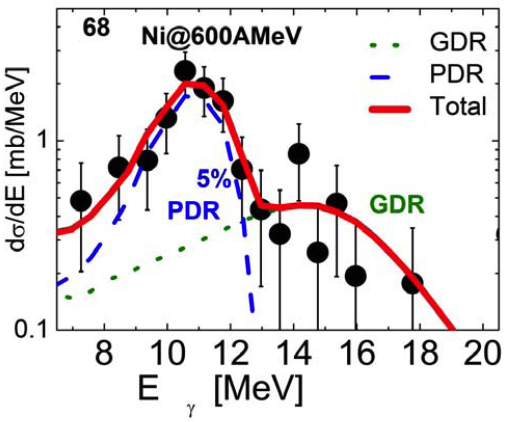 68
Ni@600AMeV
GDR
PDR
Total
dσ/dE [mb/MeV]
1
0.1
5%
PDR
GDR
8 10 12 14 16 18 20
E γ [MeV]